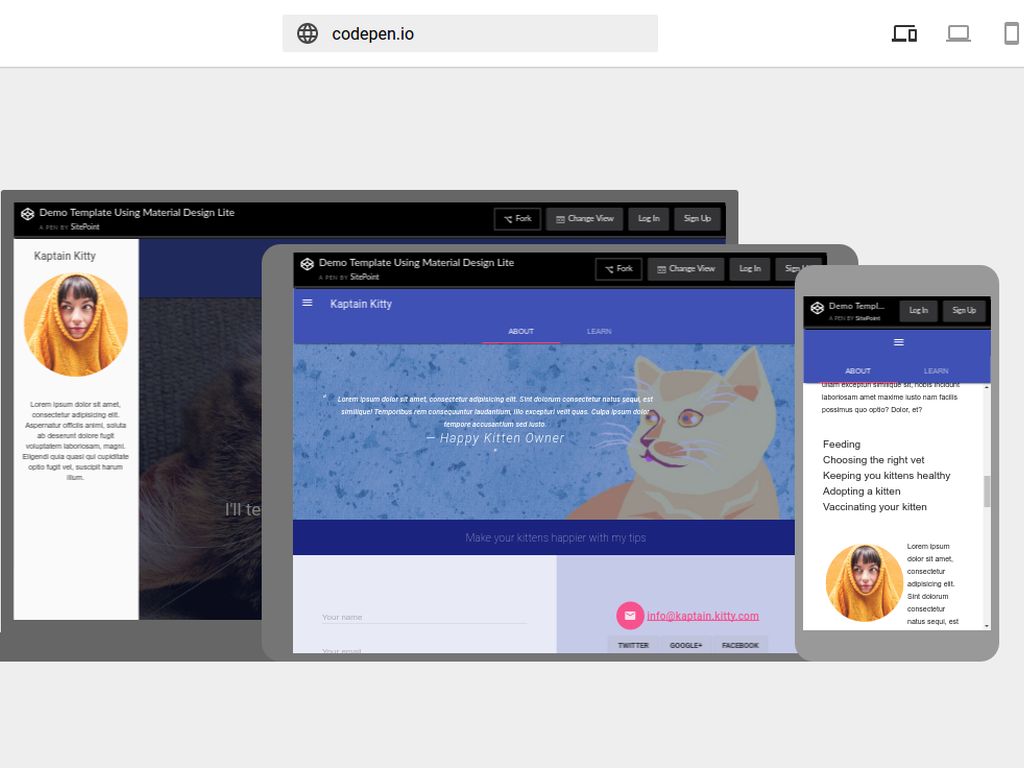 codepen.io
Demo Template Using Material Design Lite
A PEN BY SitePoint
Fork
Change View
Log In
Sign Up
Kaptain Kitty
Lorem ipsum dolor sit amet,
consectetur adipisicing elit.
Aspernatur officiis animi, soluta
ab deserunt dolore fugit
voluptatem laboriosam, magni.
Eligendi quia quasi qui cupiditate
optio fugit vel, suscipit harum
illum.
I'll te
Demo Template Using Material Design Lite
A PEN BY SitePoint
Fork
Change View
Log In
Sign
Kaptain Kitty
ABOUT
LEARN
" Lorem ipsum dolor sit amet, consectetur adipisicing elit. Sint dolorum consectetur natus sequi, est
similique! Temporibus rem consequuntur laudantium, illo excepturi velit quas. Culpa ipsum dolor
tempore accusantium sed iusto.
— Happy Kitten Owner
"
Make your kittens happier with my tips
Your name
Your email
info@kaptain.kitty.com
TWITTER
GOOGLE+
FACEBOOK
Demo Templ...
A PEN BY SitePoint
Log In
Sign Up
ABOUT
LEARN
ullam excepturi similique sit, nobis incidunt
laboriosam amet maxime iusto nam facilis
possimus quo optio? Dolor, et?
Feeding
Choosing the right vet
Keeping you kittens healthy
Adopting a kitten
Vaccinating your kitten
Lorem ipsum
dolor sit amet,
consectetur
adipisicing elit.
Sint dolorum
consectetur
natus sequi, est